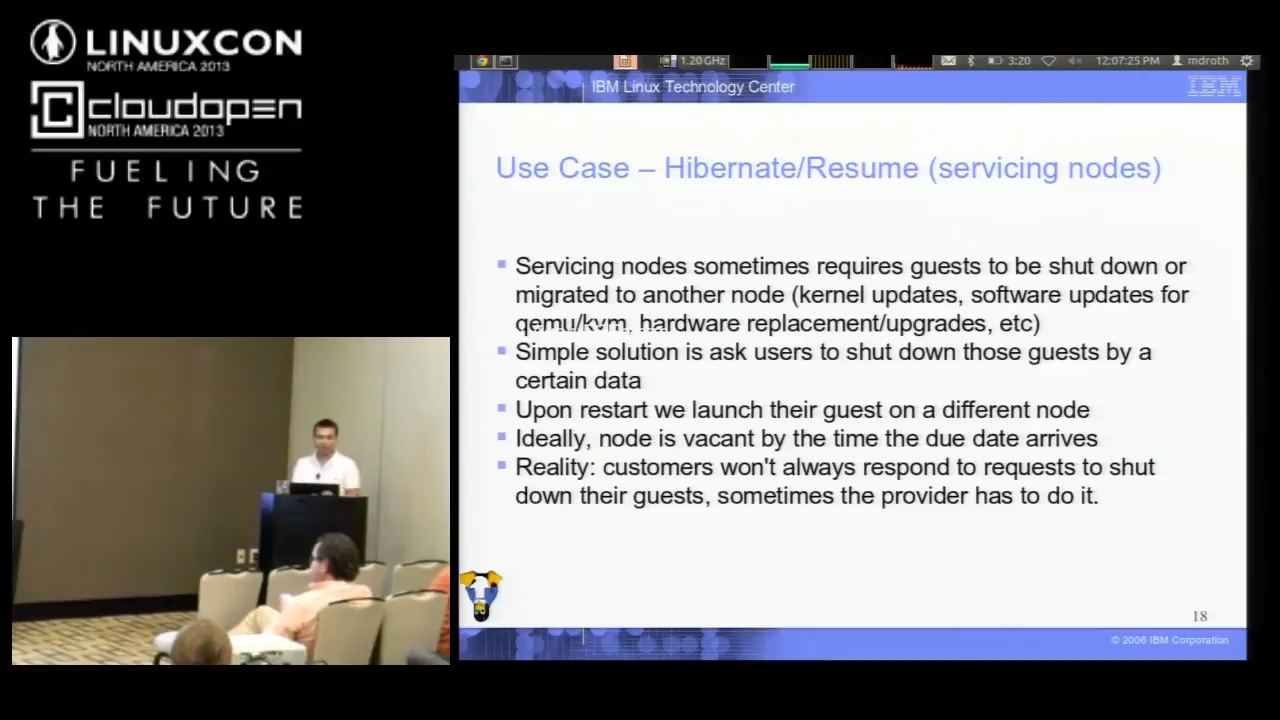 LINUXCON
NORTH AMERICA 2013
cloudopen
NORTH AMERICA 2013
FUELING
THE FUTURE
1.20 GHz
3:20
12:07:25 PM
mdroth
IBM Linux Technology Center
IBM
Use Case – Hibernate/Resume (servicing nodes)
Servicing nodes sometimes requires guests to be shut down or
migrated to another node (kernel updates, software updates for
qemu/kvm, hardware replacement/upgrades, etc)
Simple solution is ask users to shut down those guests by a
certain data
Upon restart we launch their guest on a different node
Ideally, node is vacant by the time the due date arrives
Reality: customers won't always respond to requests to shut
down their guests, sometimes the provider has to do it.
18
© 2006 IBM Corporation